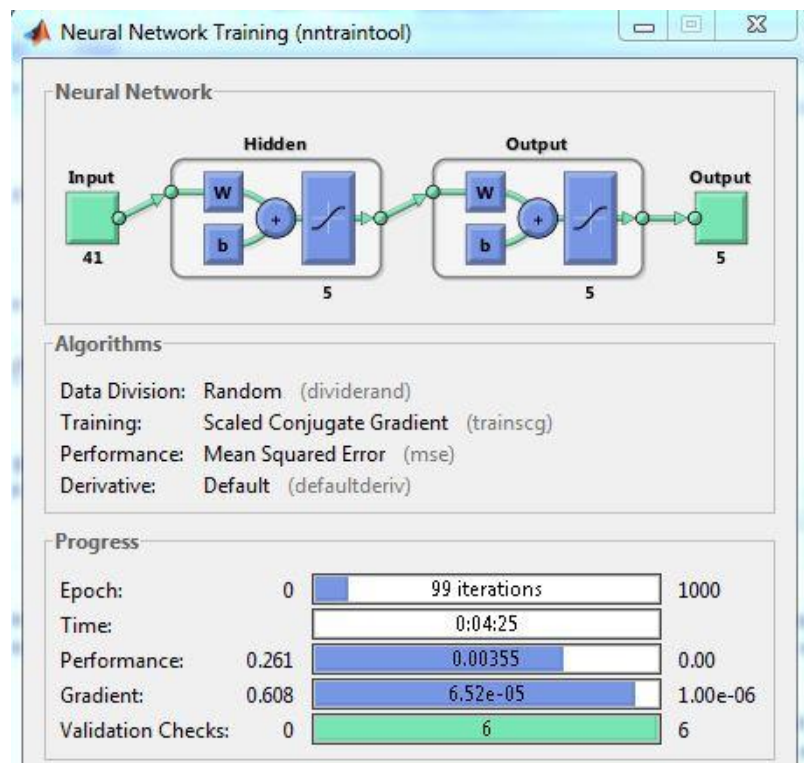 Neural Network Training (nntraintool)
Neural Network
Hidden
Output
Input
Output
W
W
+
+
b
b
41
5
5
5
Algorithms
Data Division: Random (dividerand)
Training: Scaled Conjugate Gradient (trainscg)
Performance: Mean Squared Error (mse)
Derivative: Default (defaultderiv)
Progress
Epoch: 0 99 iterations 1000
Time: 0:04:25
Performance: 0.261 0.00355 0.00
Gradient: 0.608 6.52e-05 1.00e-06
Validation Checks: 0 6 6